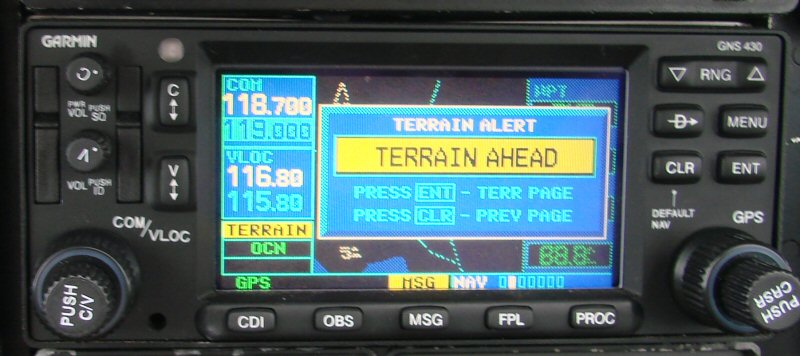 GARMIN
GNS 430
C
PWR PUSH
VOL SQ
V
VOL PUSH
ID
COM/VLOC
PUSH
C/V
COM
118.700
119.000
VLOC
116.80
115.80
TERRAIN
OCN
GPS
WPT
TERRAIN ALERT
TERRAIN AHEAD
PRESS ENT - TERR PAGE
PRESS CLR - PREV PAGE
MSG NAV
RNG
D
MENU
CLR
ENT
DEFAULT
NAV
GPS
PUSH
CRSR
CDI
OBS
MSG
FPL
PROC